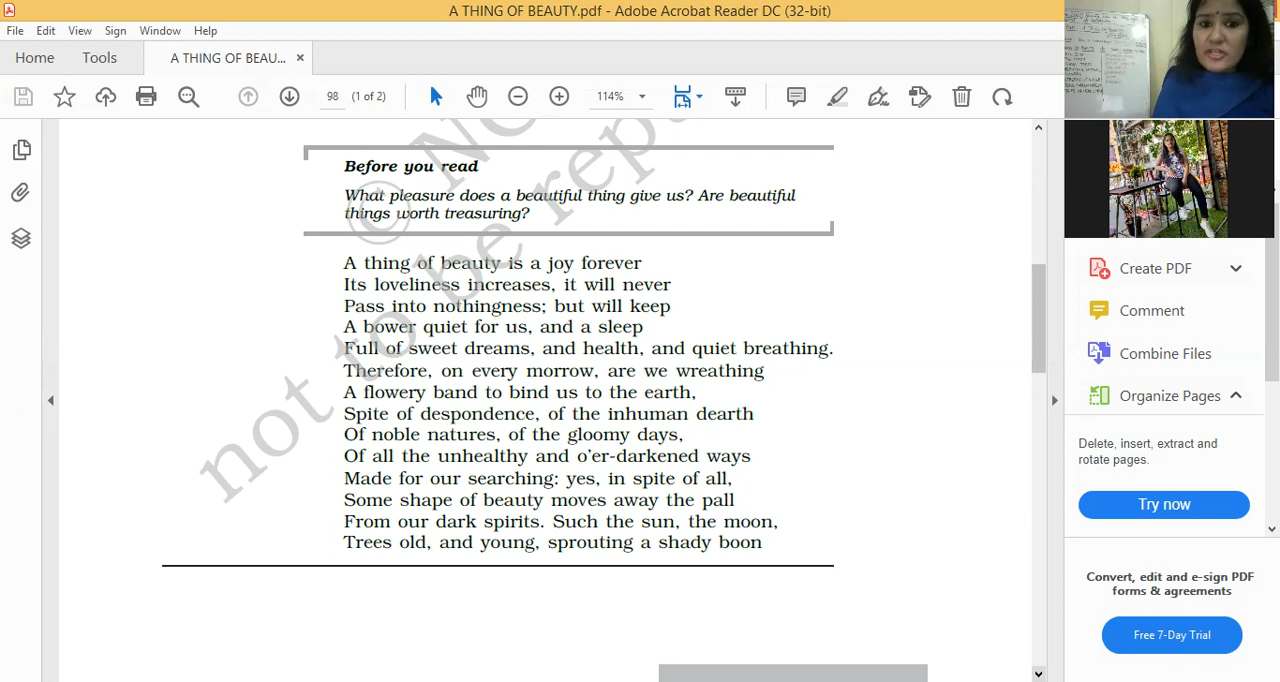 A THING OF BEAUTY.pdf - Adobe Acrobat Reader DC (32-bit)
File Edit View Sign Window Help
Home Tools A THING OF BEAU... ×
98 (1 of 2) 114%
Before you read
What pleasure does a beautiful thing give us? Are beautiful
things worth treasuring?
A thing of beauty is a joy forever
Its loveliness increases, it will never
Pass into nothingness; but will keep
A bower quiet for us, and a sleep
Full of sweet dreams, and health, and quiet breathing.
Therefore, on every morrow, are we wreathing
A flowery band to bind us to the earth,
Spite of despondence, of the inhuman dearth
Of noble natures, of the gloomy days,
Of all the unhealthy and o'er-darkened ways
Made for our searching: yes, in spite of all,
Some shape of beauty moves away the pall
From our dark spirits. Such the sun, the moon,
Trees old, and young, sprouting a shady boon
not to be rep
© NC
Create PDF
Comment
Combine Files
Organize Pages
Delete, insert, extract and
rotate pages.
Try now
Convert, edit and e-sign PDF
forms & agreements
Free 7-Day Trial